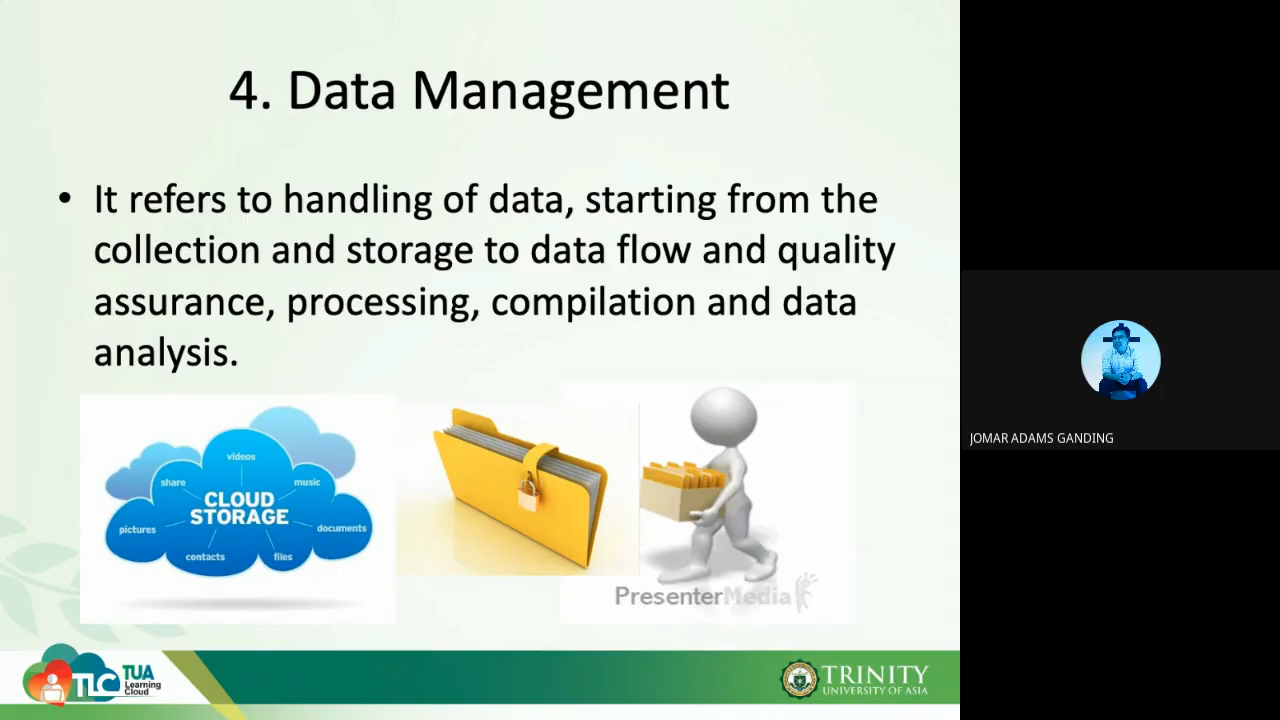 4. Data Management
• It refers to handling of data, starting from the
collection and storage to data flow and quality
assurance, processing, compilation and data
analysis.
videos
share
music
CLOUD
STORAGE
pictures
documents
contacts
files
PresenterMedia
JOMAR ADAMS GANDING
TLC
TUA
Learning
Cloud
TRINITY
UNIVERSITY OF ASIA